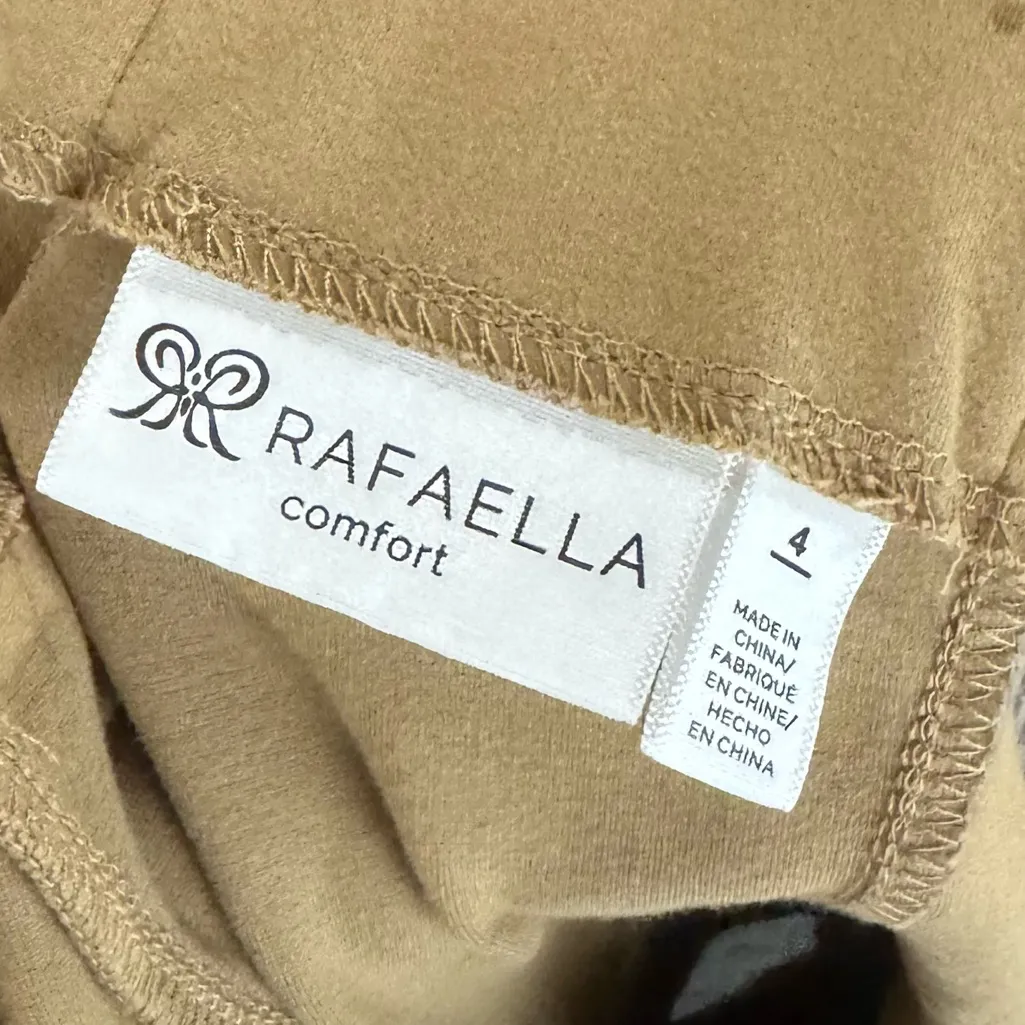 RAFAELLA
comfort
4
MADE IN
CHINA/
FABRIQUÉ
EN CHINE/
HECHO
EN CHINA